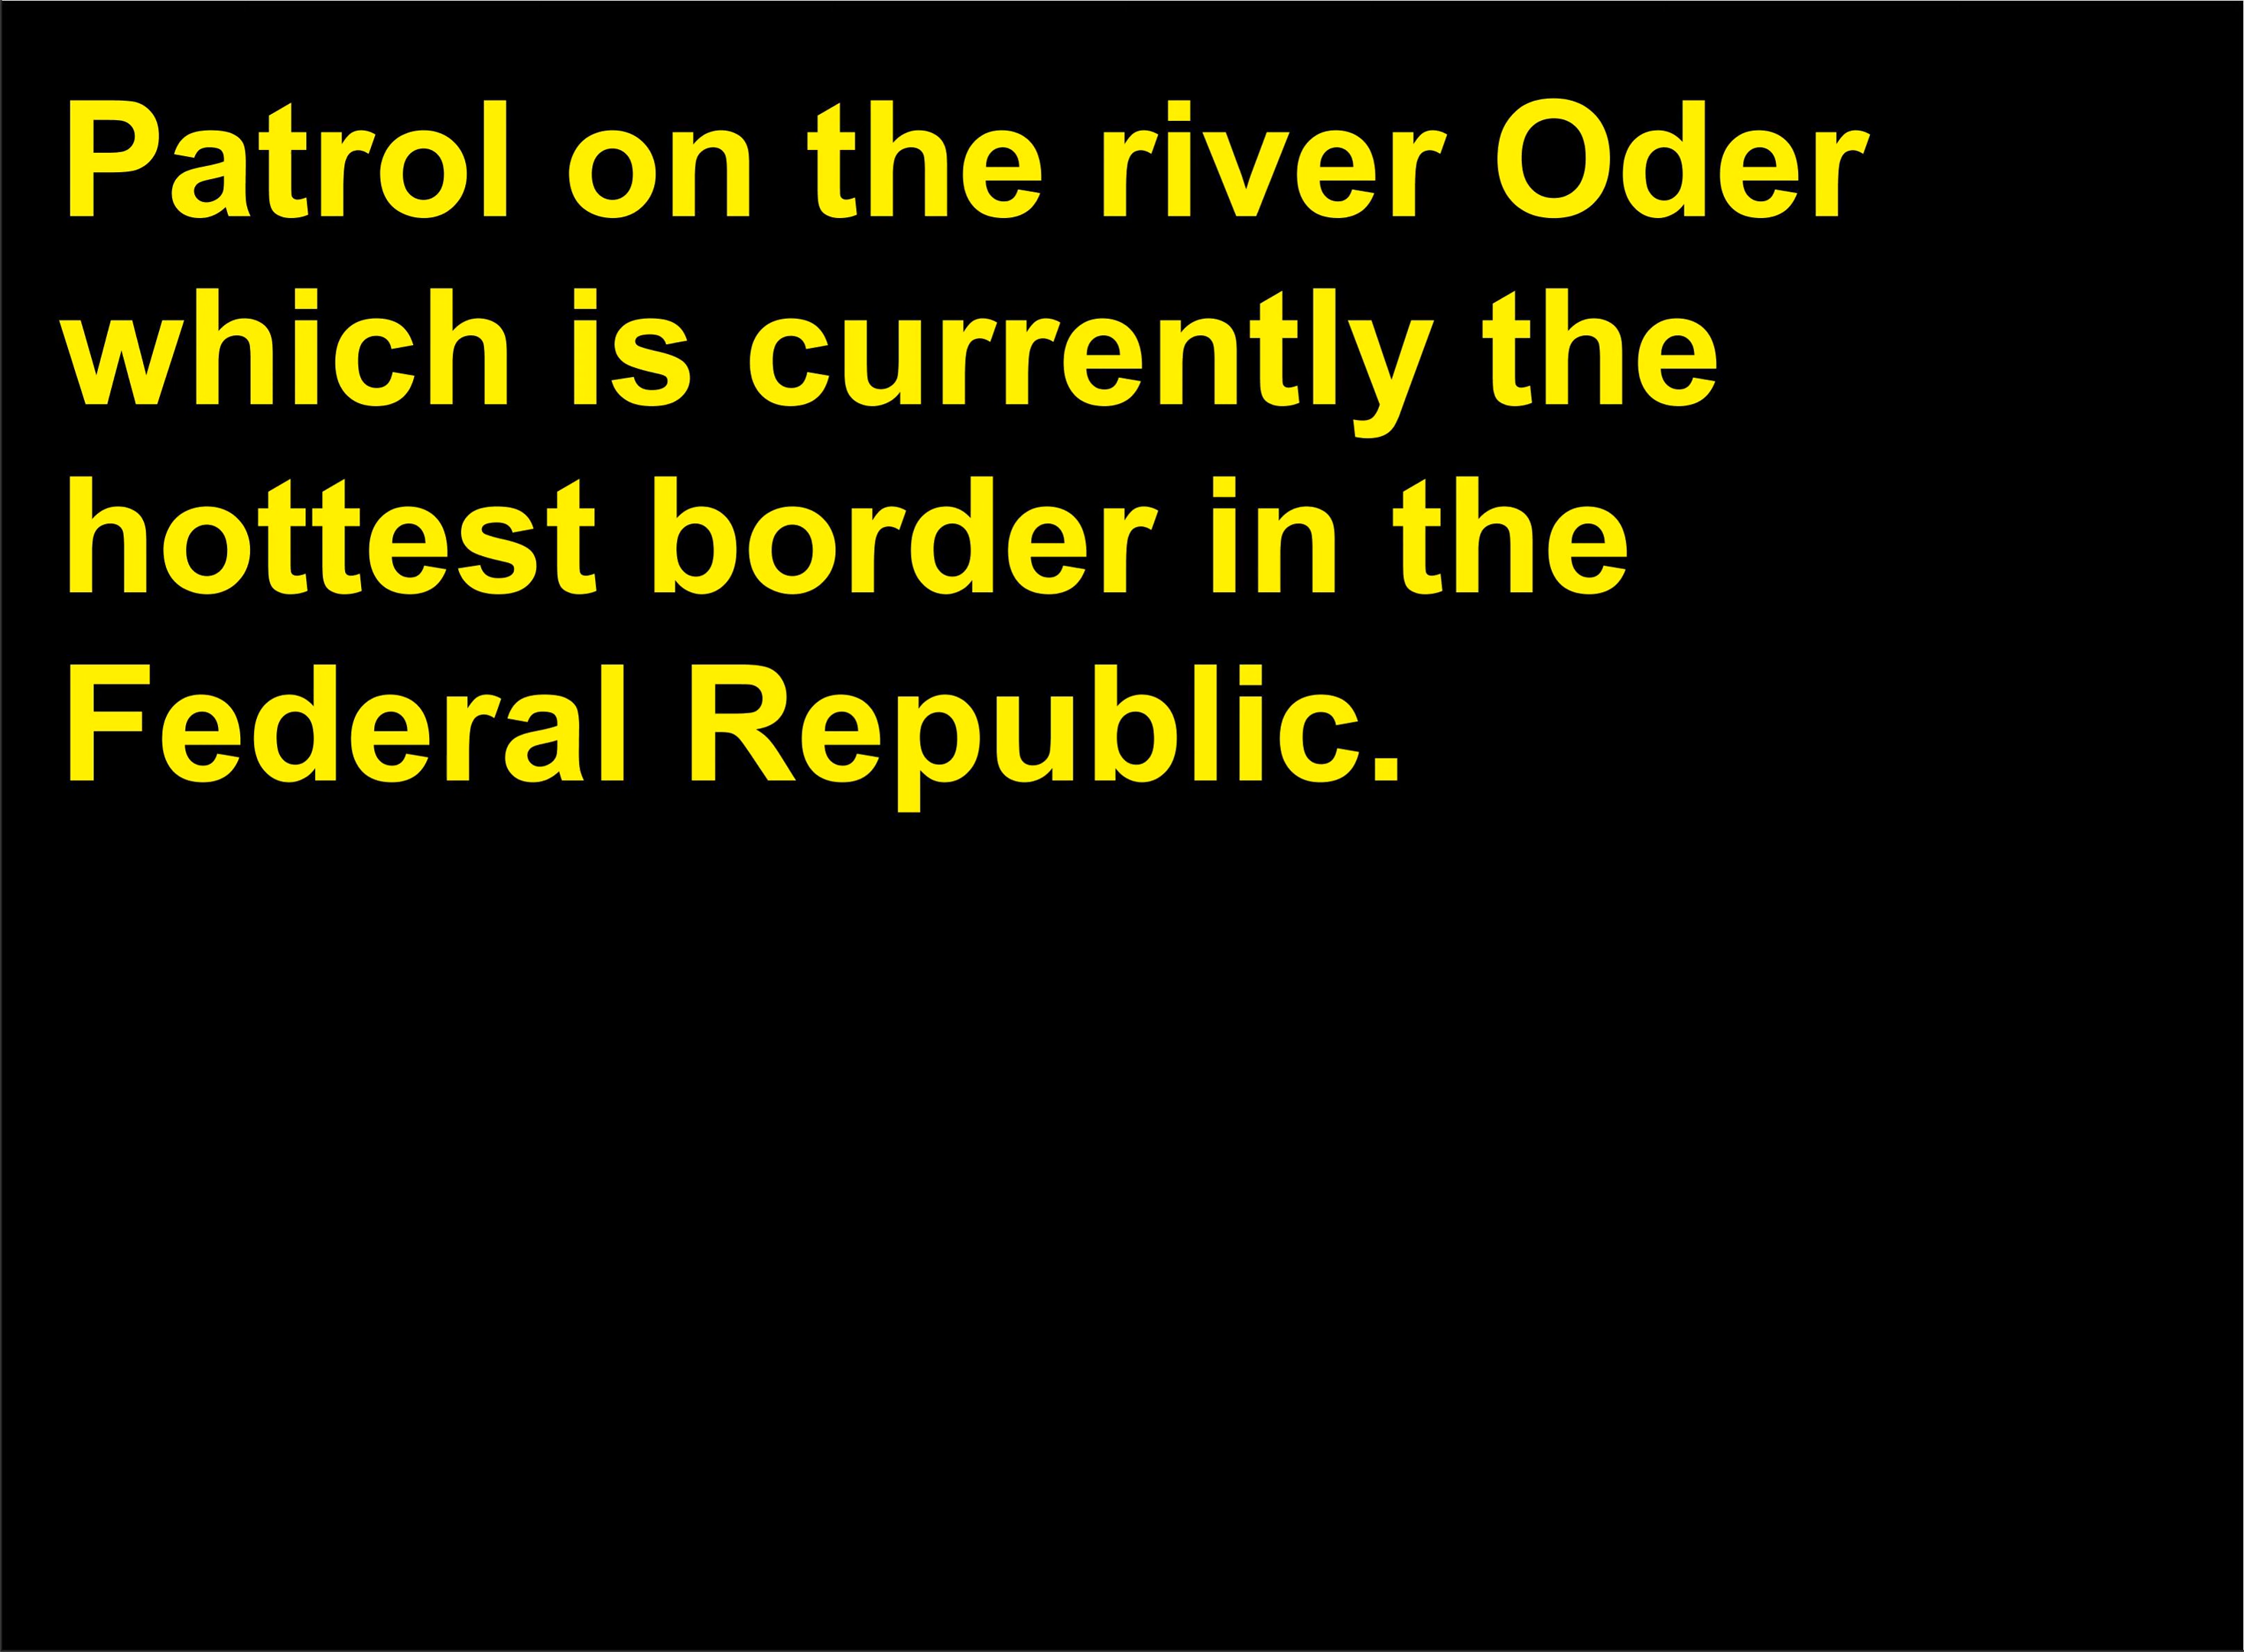 Patrol on the river Oder
which is currently the
hottest border in the
Federal Republic.